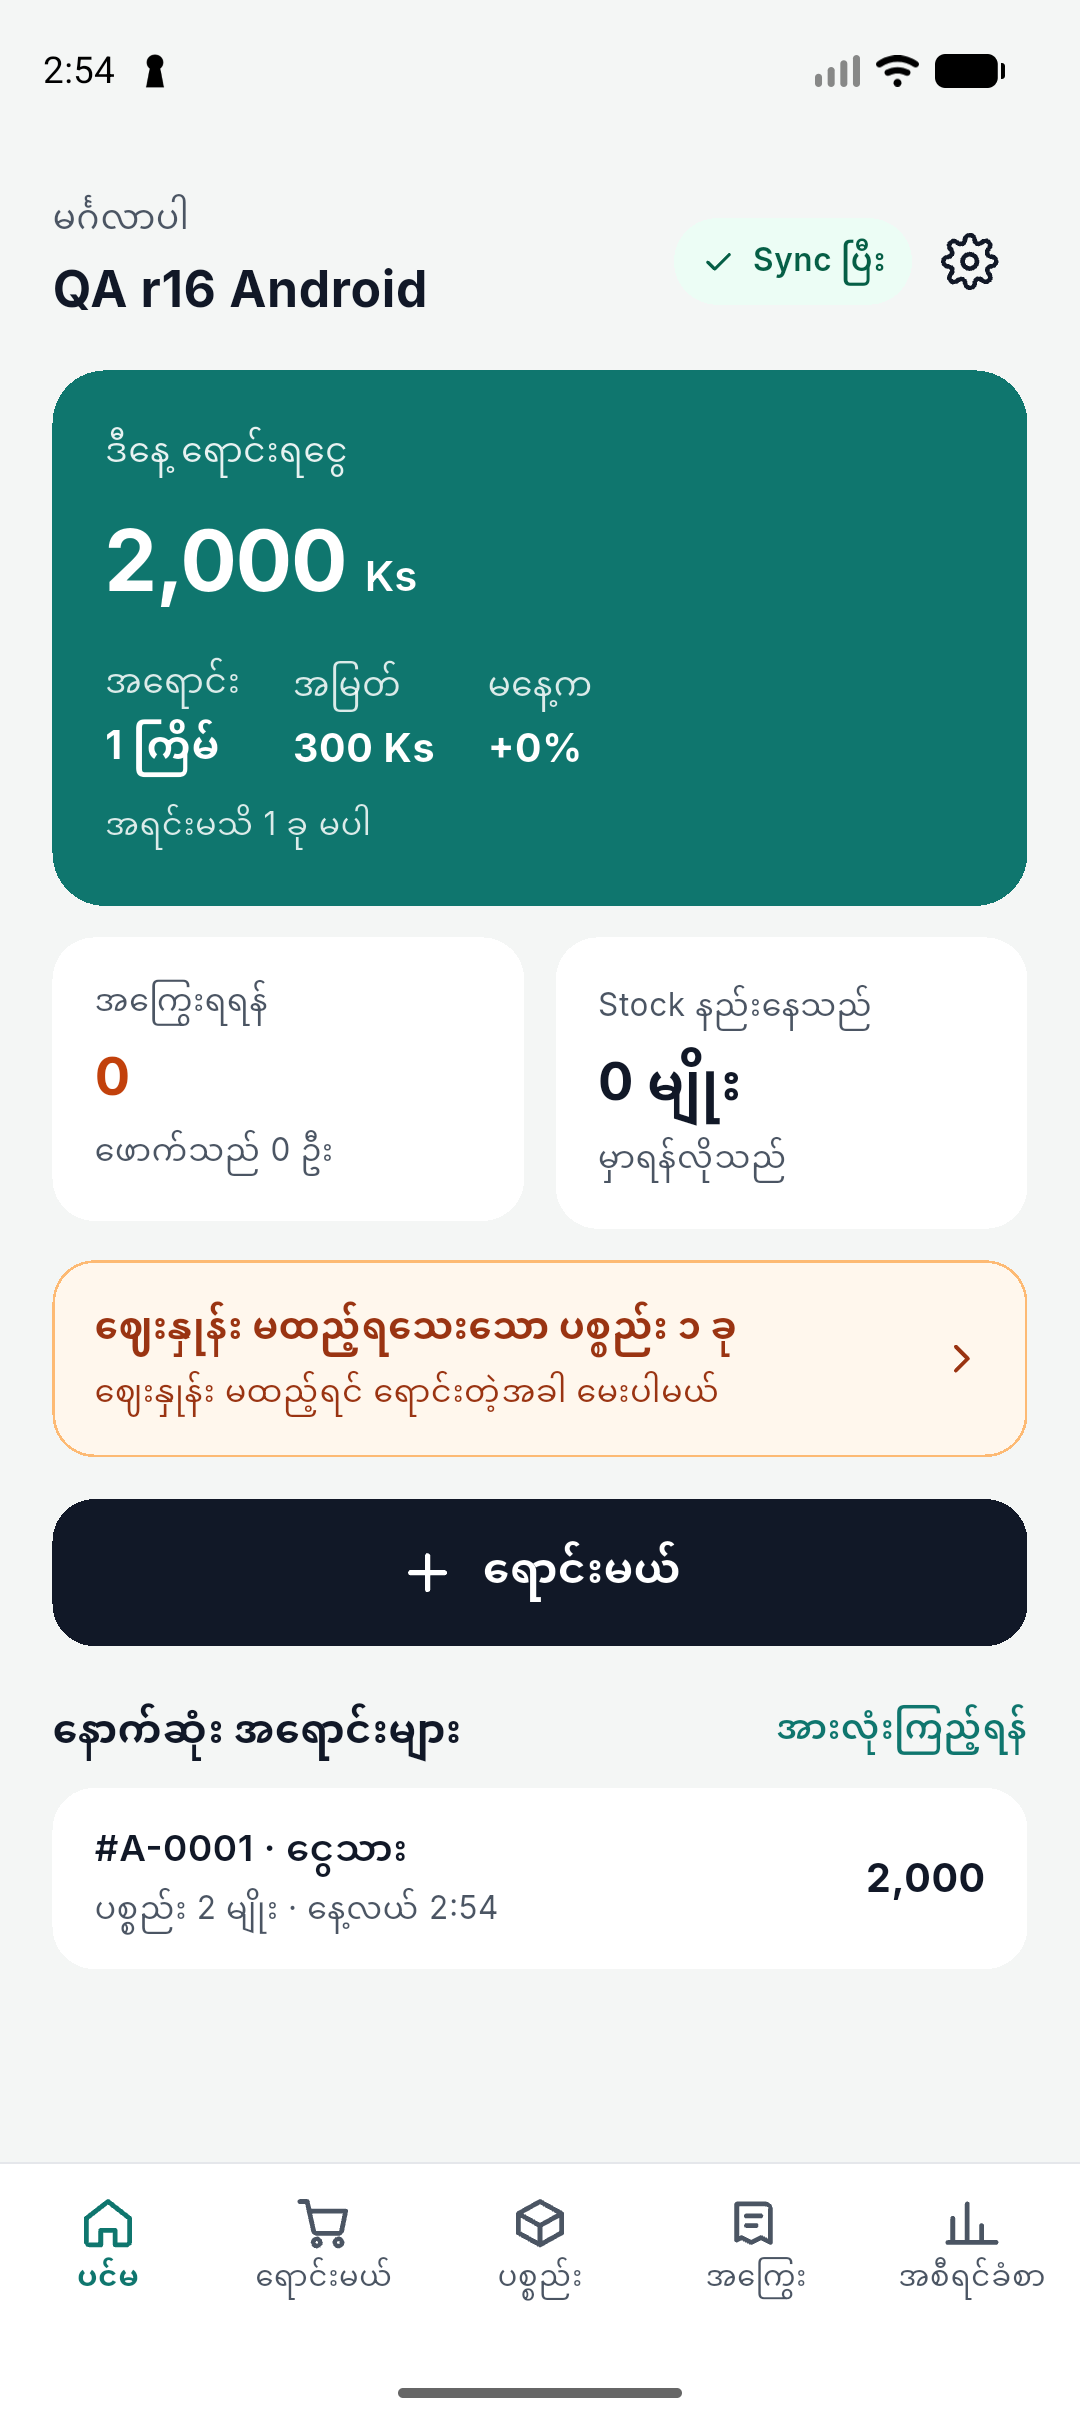 2:54
မင်္ဂလာပါ
QA r16 Android
Sync ပြီး
ဒီနေ့ ရောင်းရငွေ
2,000 Ks
အရောင်း အမြတ် မနေ့က
1 ကြိမ် 300 Ks +0%
အရင်းမသိ 1 ခု မပါ
အကြွေးရရန်
0
ဖောက်သည် 0 ဦး
Stock နည်းနေသည်
0 မျိုး
မှာရန်လိုသည်
ဈေးနှုန်း မထည့်ရသေးသော ပစ္စည်း ၁ ခု
ဈေးနှုန်း မထည့်ရင် ရောင်းတဲ့အခါ မေးပါမယ်
ရောင်းမယ်
နောက်ဆုံး အရောင်းများ အားလုံးကြည့်ရန်
#A-0001 · ငွေသား
2,000
ပစ္စည်း 2 မျိုး · နေ့လယ် 2:54
ပင်မ ရောင်းမယ် ပစ္စည်း အကြွေး အစီရင်ခံစာ